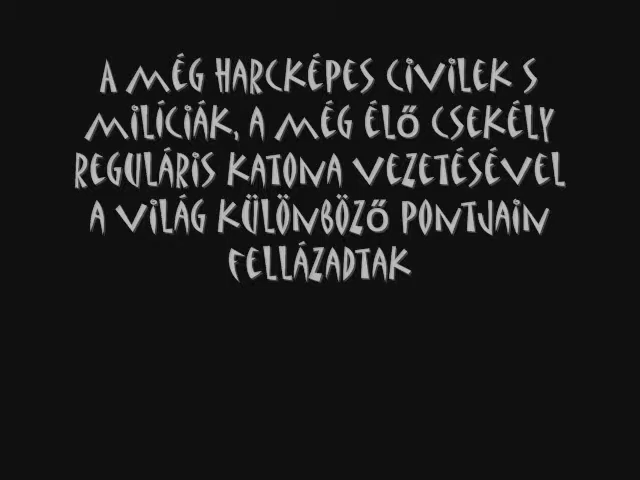 A MÉG HARCKÉPES CIVILEK S
MILÍCIÁK, A MÉG ÉLŐ CSEKÉLY
REGULÁRIS KATONA VEZETÉSÉVEL
A VILÁG KÜLÖNBÖZŐ PONTJAIN
FELLÁZADTAK